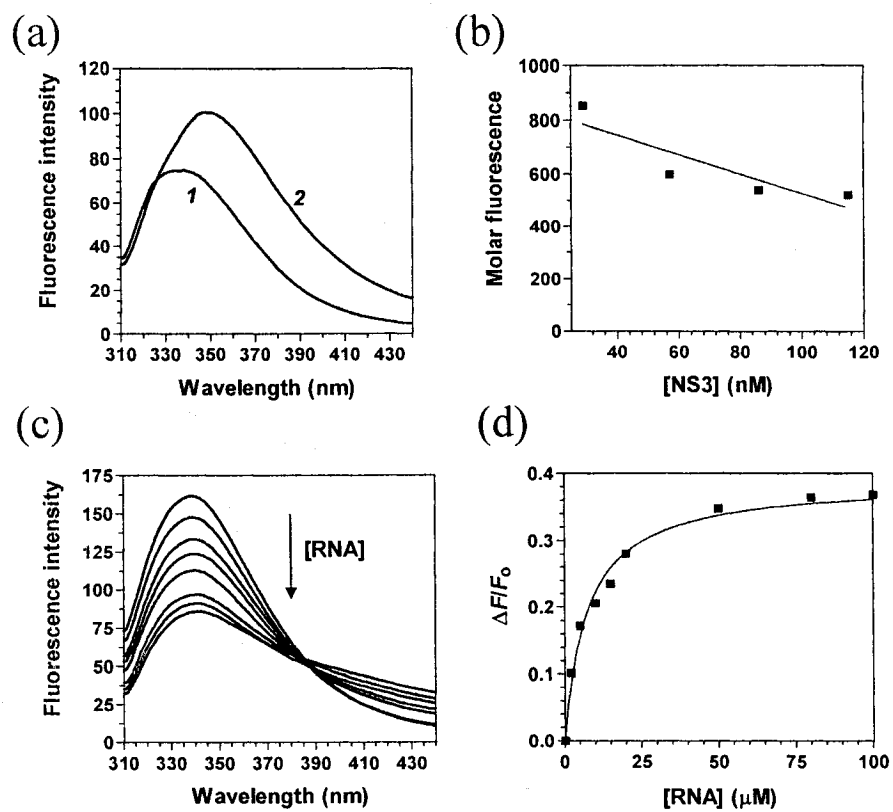 (a)
Fluorescence intensity
120
100
80
60
40
20
0
1
2
310 330 350 370 390 410 430
Wavelength (nm)
(b)
Molar fluorescence
1000
800
600
400
200
0
40 60 80 100 120
[NS3] (nM)
(c)
Fluorescence intensity
175
150
125
100
75
50
25
0
[RNA]
310 330 350 370 390 410 430
Wavelength (nm)
(d)
ΔF/Fo
0.4
0.3
0.2
0.1
0.0
0 25 50 75 100
[RNA] (μM)